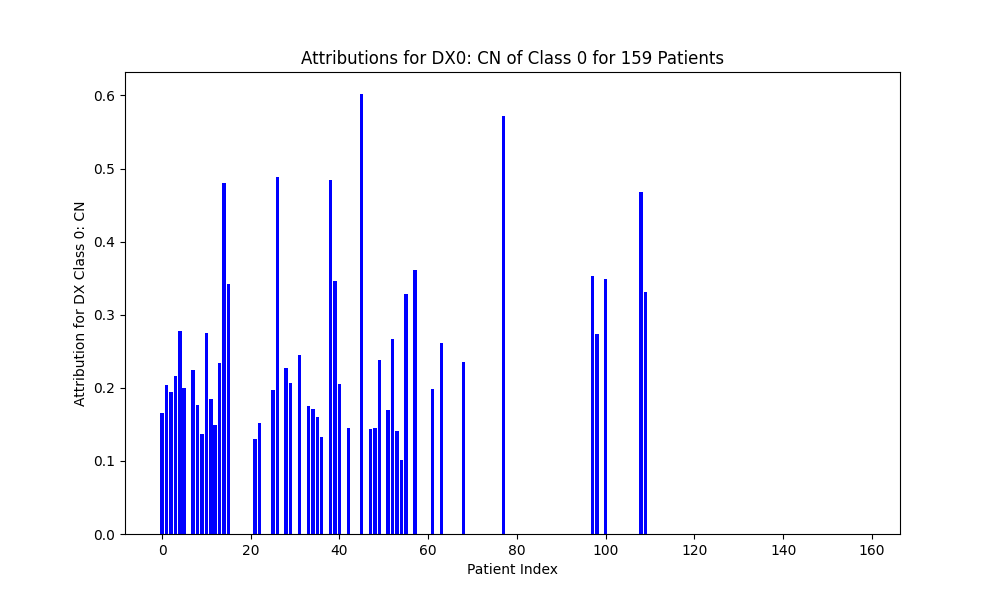 Attributions for DX0: CN of Class 0 for 159 Patients
Attribution for DX Class 0: CN
0.6
0.5
0.4
0.3
0.2
0.1
0.0
0 20 40 60 80 100 120 140 160
Patient Index